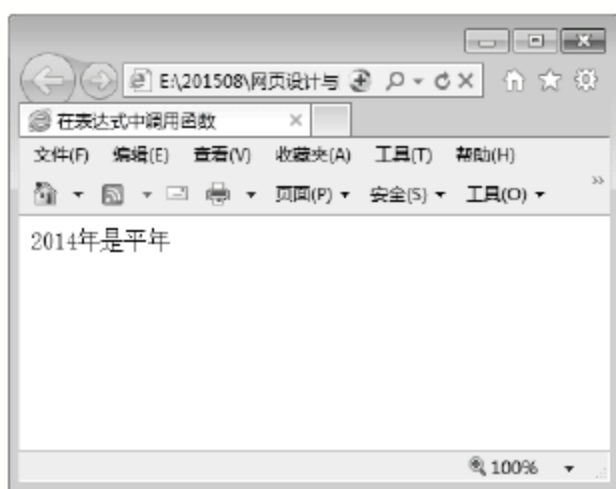 E:\201508\网页设计与
在表达式中调用函数
文件(F) 编辑(E) 查看(V) 收藏夹(A) 工具(T) 帮助(H)
页面(P) 安全(S) 工具(O)
2014年是平年
100%